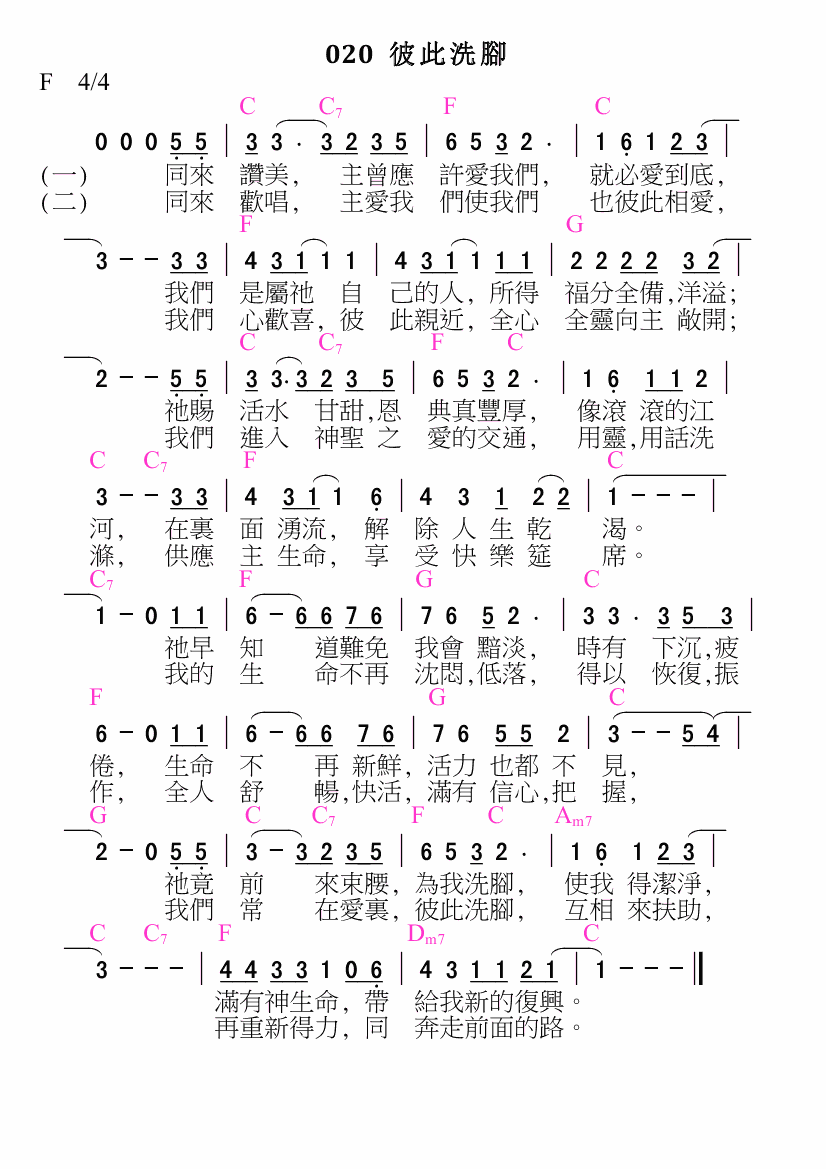 020 彼此洗腳
F 4/4
C C7 F C
0 0 0 5 5 | 3 3 . 3 2 3 5 | 6 5 3 2 . | 1 6 1 2 3 |
(一) 同來 讚美, 主曾應 許愛我們, 就必愛到底,
(二) 同來 歡唱, 主愛我 們使我們 也彼此相愛,
F G
3 - - 3 3 | 4 3 1 1 1 | 4 3 1 1 1 1 | 2 2 2 2 3 2 |
我們 是屬祂 自 己的人, 所得 福分全備,洋溢;
我們 心歡喜, 彼 此親近, 全心 全靈向主 敞開;
C C7 F C
2 - - 5 5 | 3 3. 3 2 3 5 | 6 5 3 2 . | 1 6 1 1 2
祂賜 活水 甘甜,恩 典真豐厚, 像滾 滾的江
我們 進入 神聖 之 愛的交通, 用靈,用話洗
C C7 F C
3 - - 3 3 | 4 3 1 1 6 | 4 3 1 2 2 | 1 - - - |
河, 在裏 面 湧流, 解 除 人 生 乾 渴。
滌, 供應 主 生命, 享 受 快 樂 筵 席。
C7 F G C
1 - 0 1 1 | 6 - 6 6 7 6 | 7 6 5 2 . | 3 3 . 3 5 3 |
祂早 知 道難免 我會 黯淡, 時有 下沉,疲
我的 生 命不再 沈悶,低落, 得以 恢復,振
F G C
6 - 0 1 1 | 6 - 6 6 7 6 | 7 6 5 5 2 | 3 - - 5 4 |
倦, 生命 不 再 新鮮, 活力 也都 不 見,
作, 全人 舒 暢,快活, 滿有 信心,把 握,
G C C7 F C Am7
2 - 0 5 5 | 3 - 3 2 3 5 | 6 5 3 2 . | 1 6 1 2 3 |
祂竟 前 來束腰, 為我洗腳, 使我 得潔淨,
我們 常 在愛裏, 彼此洗腳, 互相 來扶助,
C C7 F Dm7 C
3 - - - | 4 4 3 3 1 0 6 | 4 3 1 1 2 1 | 1 - - - ‖
滿有神生命, 帶 給我新的復興。
再重新得力, 同 奔走前面的路。